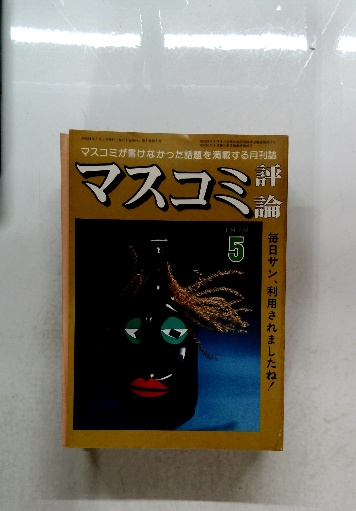 マスコミが書けなかった話題を満載する月刊誌
マスコミ評論
5
毎日サン、利用されましたね!